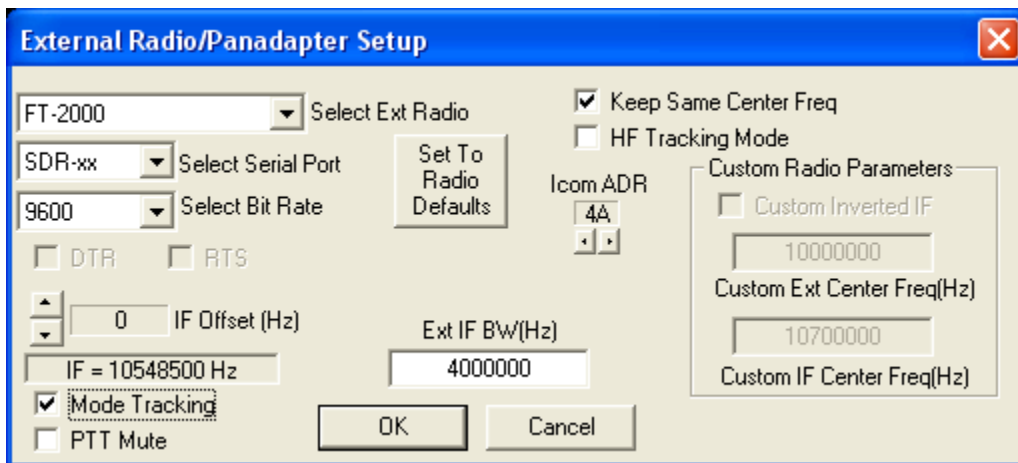 External Radio/Panadapter Setup
FT-2000
Select Ext Radio
SDR-xx
Select Serial Port
9600
Select Bit Rate
DTR
RTS
Set To
Radio
Defaults
Keep Same Center Freq
HF Tracking Mode
Icom ADR
4A
Custom Radio Parameters
Custom Inverted IF
10000000
Custom Ext Center Freq(Hz)
10700000
Custom IF Center Freq(Hz)
0
IF Offset (Hz)
IF = 10548500 Hz
Ext IF BW(Hz)
4000000
Mode Tracking
PTT Mute
OK
Cancel